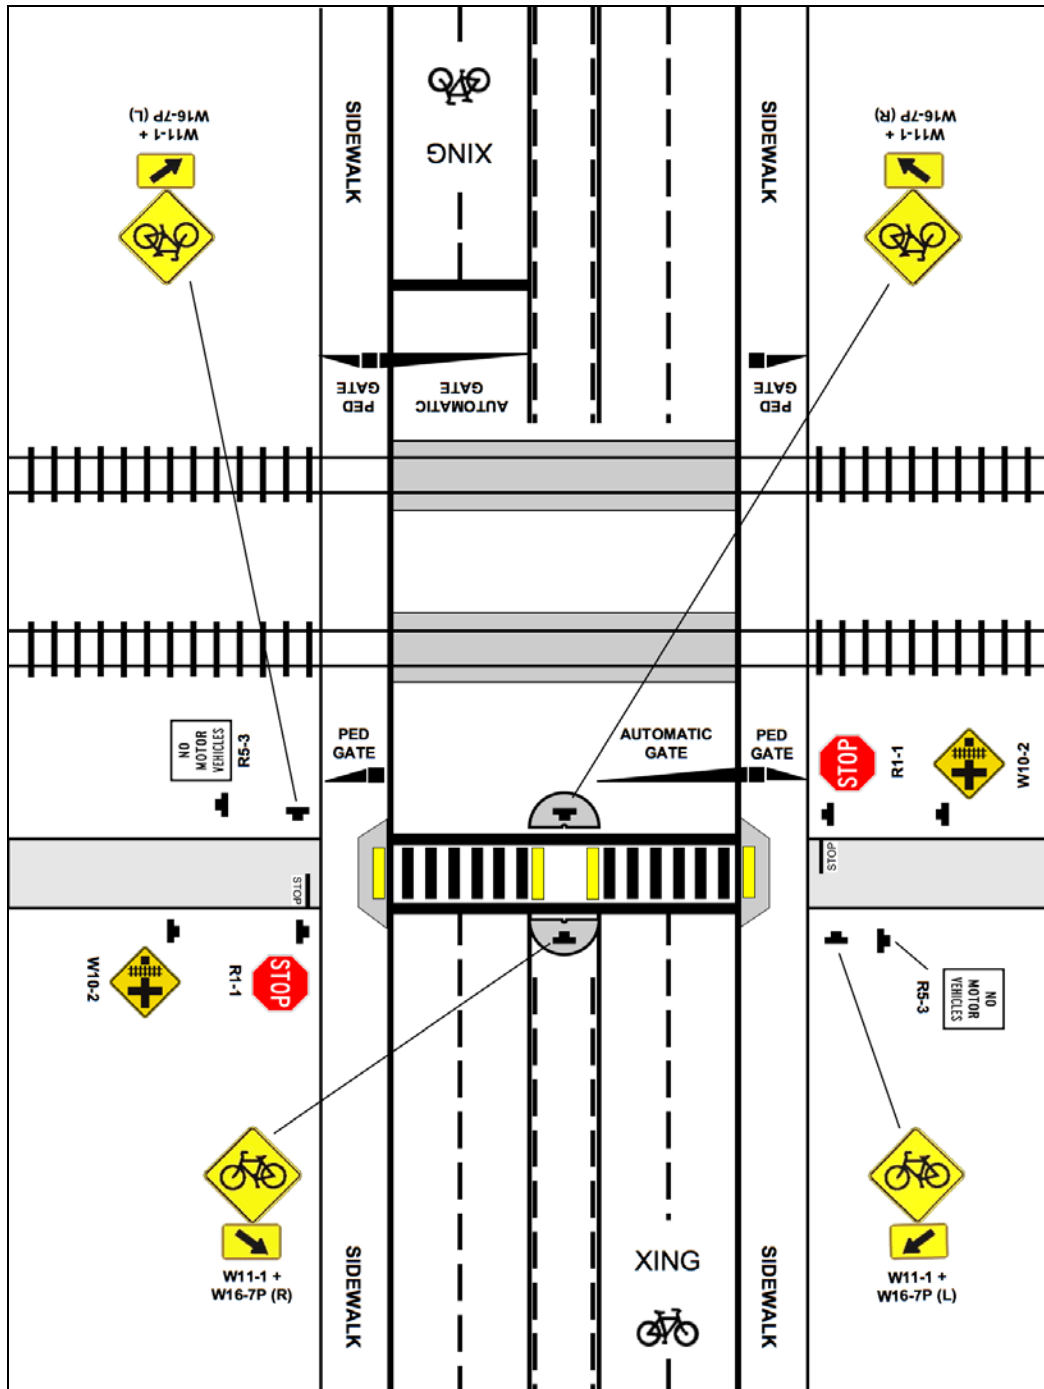 W11-1 +
W16-7P (L)
SIDEWALK
XING
SIDEWALK
W11-1 +
W16-7P (R)
PED
GATE
AUTOMATIC
GATE
PED
GATE
NO
MOTOR
VEHICLES
R5-3
PED
GATE
AUTOMATIC
GATE
PED
GATE
STOP
R1-1
W10-2
STOP
STOP
W10-2
R1-1
STOP
R5-3
NO
MOTOR
VEHICLES
W11-1 +
W16-7P (R)
SIDEWALK
XING
SIDEWALK
W11-1 +
W16-7P (L)